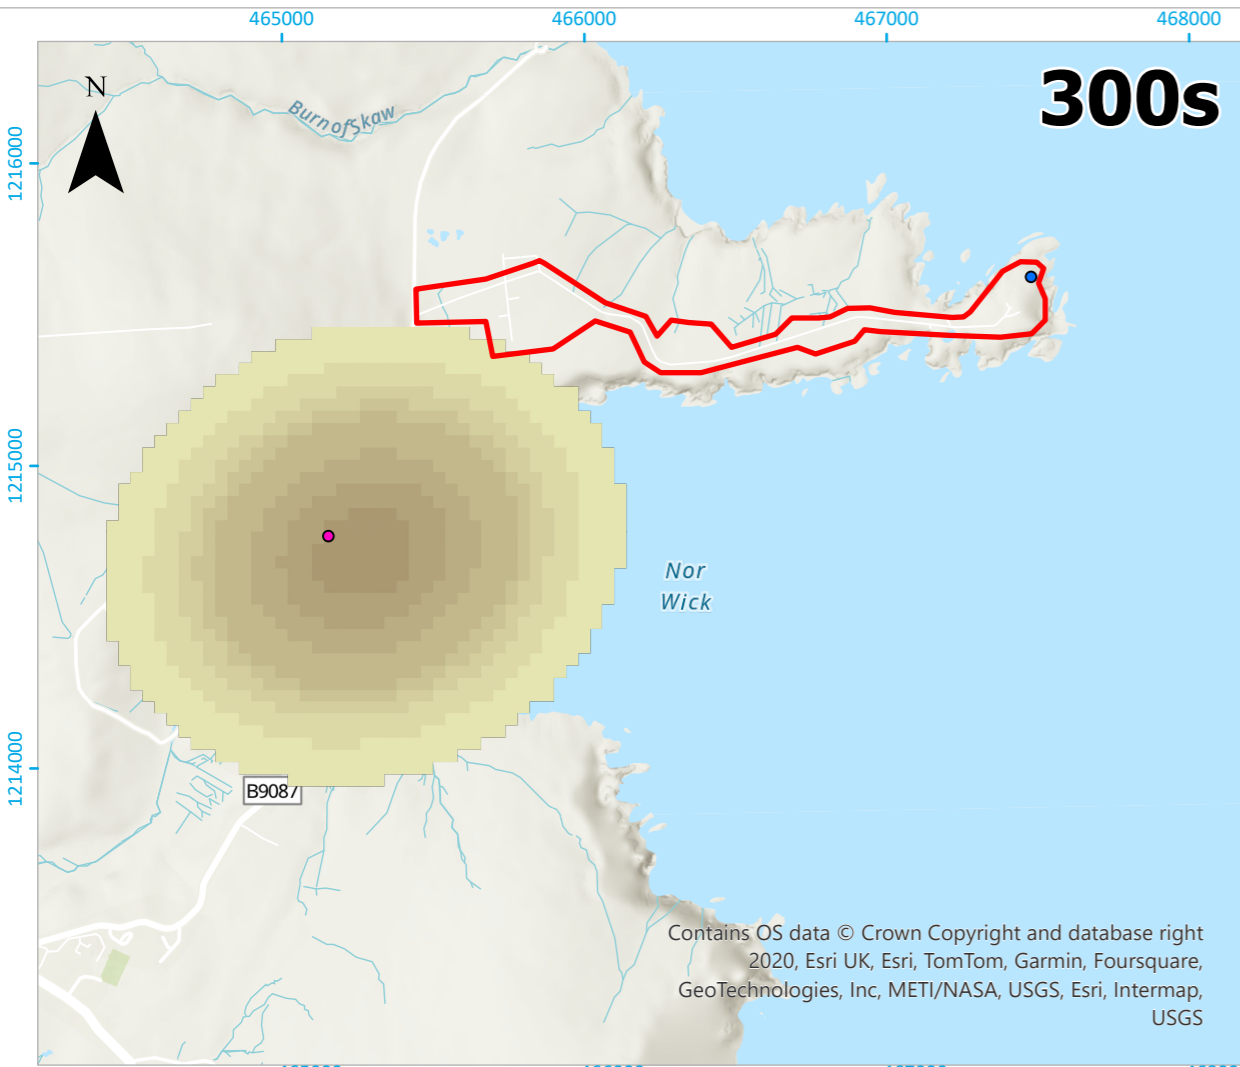 465000
466000
467000
468000
N
300s
Burn of Skaw
1216000
1215000
Nor
Wick
1214000
B9087
Contains OS data © Crown Copyright and database right
2020, Esri UK, Esri, TomTom, Garmin, Foursquare,
GeoTechnologies, Inc, METI/NASA, USGS, Esri, Intermap,
USGS